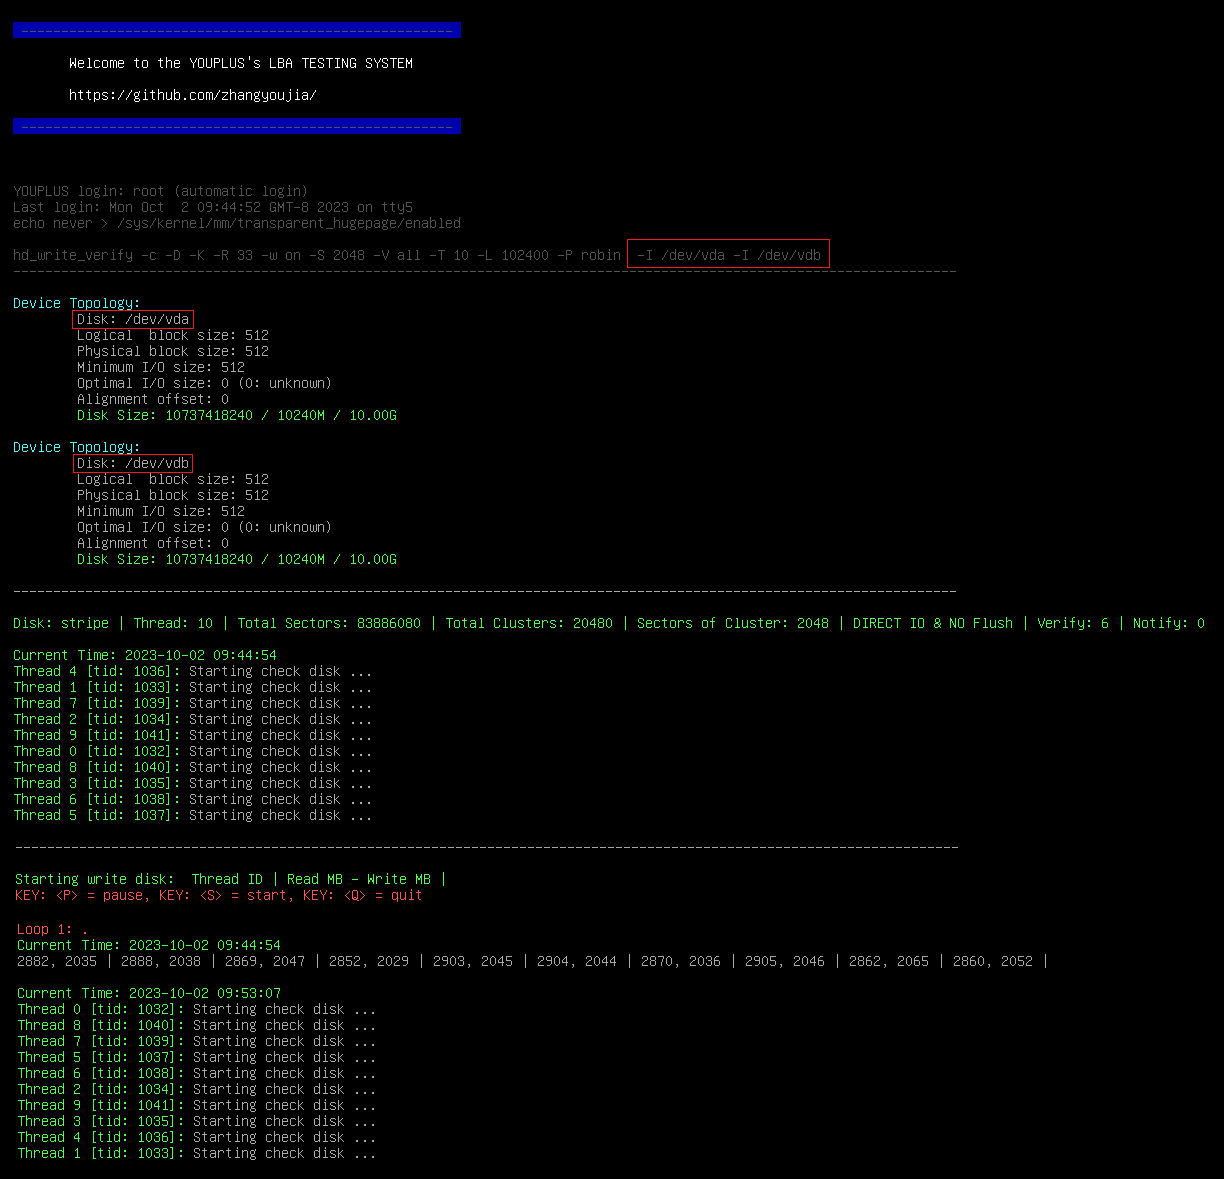 -------------------------------------------------------
Welcome to the YOUPLUS's LBA TESTING SYSTEM
https://github.com/zhangyoujia/
-------------------------------------------------------
YOUPLUS login: root (automatic login)
Last login: Mon Oct  2 09:44:52 GMT-8 2023 on tty5
echo never > /sys/kernel/mm/transparent_hugepage/enabled
hd_write_verify -c -D -K -R 33 -w on -S 2048 -V all -T 10 -L 102400 -P robin -I /dev/vda -I /dev/vdb
----------------------------------------------------------------------------------------------------------------------
Device Topology:
Disk: /dev/vda
Logical  block size: 512
Physical block size: 512
Minimum I/O size: 512
Optimal I/O size: 0 (0: unknown)
Alignment offset: 0
Disk Size: 10737418240 / 10240M / 10.00G
Device Topology:
Disk: /dev/vdb
Logical  block size: 512
Physical block size: 512
Minimum I/O size: 512
Optimal I/O size: 0 (0: unknown)
Alignment offset: 0
Disk Size: 10737418240 / 10240M / 10.00G
----------------------------------------------------------------------------------------------------------------------
Disk: stripe | Thread: 10 | Total Sectors: 83886080 | Total Clusters: 20480 | Sectors of Cluster: 2048 | DIRECT IO & NO Flush | Verify: 6 | Notify: 0
Current Time: 2023-10-02 09:44:54
Thread 4 [tid: 1036]: Starting check disk ...
Thread 1 [tid: 1033]: Starting check disk ...
Thread 7 [tid: 1039]: Starting check disk ...
Thread 2 [tid: 1034]: Starting check disk ...
Thread 9 [tid: 1041]: Starting check disk ...
Thread 0 [tid: 1032]: Starting check disk ...
Thread 8 [tid: 1040]: Starting check disk ...
Thread 3 [tid: 1035]: Starting check disk ...
Thread 6 [tid: 1038]: Starting check disk ...
Thread 5 [tid: 1037]: Starting check disk ...
----------------------------------------------------------------------------------------------------------------------
Starting write disk:  Thread ID | Read MB - Write MB |
KEY: <P> = pause, KEY: <S> = start, KEY: <Q> = quit
Loop 1: .
Current Time: 2023-10-02 09:44:54
2882, 2035 | 2888, 2038 | 2869, 2047 | 2852, 2029 | 2903, 2045 | 2904, 2044 | 2870, 2036 | 2905, 2046 | 2862, 2065 | 2860, 2052 |
Current Time: 2023-10-02 09:53:07
Thread 0 [tid: 1032]: Starting check disk ...
Thread 8 [tid: 1040]: Starting check disk ...
Thread 7 [tid: 1039]: Starting check disk ...
Thread 5 [tid: 1037]: Starting check disk ...
Thread 6 [tid: 1038]: Starting check disk ...
Thread 2 [tid: 1034]: Starting check disk ...
Thread 9 [tid: 1041]: Starting check disk ...
Thread 3 [tid: 1035]: Starting check disk ...
Thread 4 [tid: 1036]: Starting check disk ...
Thread 1 [tid: 1033]: Starting check disk ...